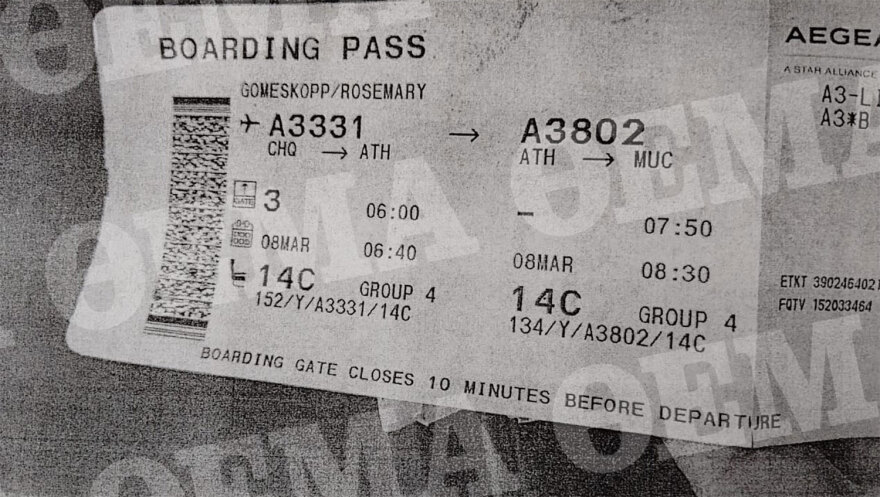 BOARDING PASS
GOMESKOPP/ROSEMARY
A3331 → A3802
CHQ → ATH ATH → MUC
GATE 3 06:00 - 07:50
08MAR 06:40 08MAR 08:30
14C GROUP 4 14C GROUP 4
152/Y/A3331/14C 134/Y/A3802/14C
BOARDING GATE CLOSES 10 MINUTES BEFORE DEPARTURE
AEGEA
A STAR ALLIANCE
A3-L
A3*B
ETKT 3902464021
FQTV 152033464
ΘΕΜΑ